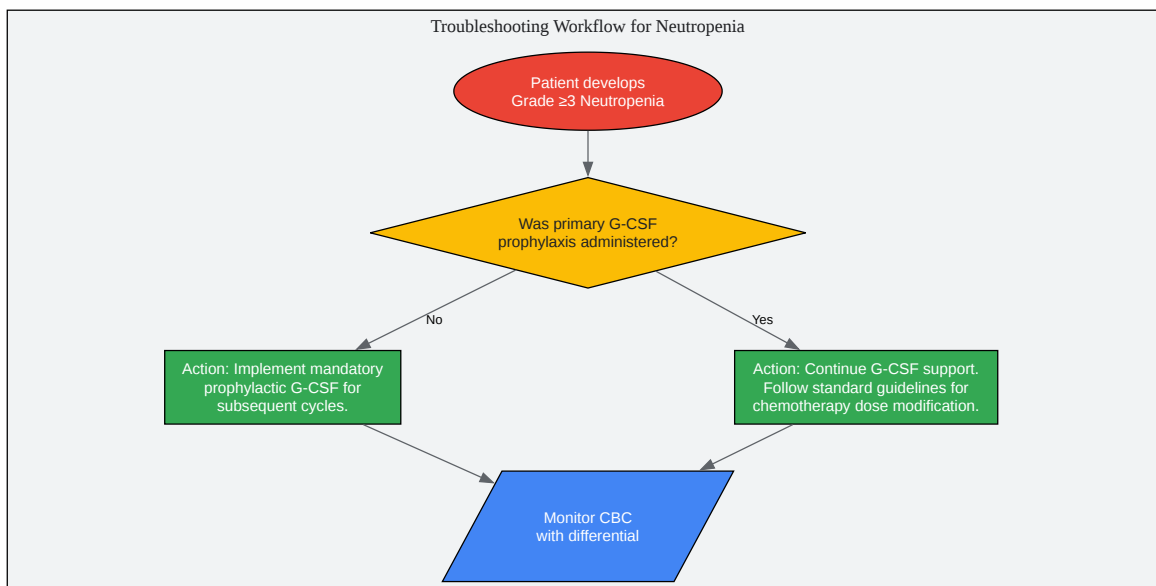 Troubleshooting Workflow for Neutropenia
Patient develops
Grade ≥3 Neutropenia
Was primary G-CSF
prophylaxis administered?
No
Yes
Action: Implement mandatory
prophylactic G-CSF for
subsequent cycles.
Action: Continue G-CSF support.
Follow standard guidelines for
chemotherapy dose modification.
Monitor CBC
with differential